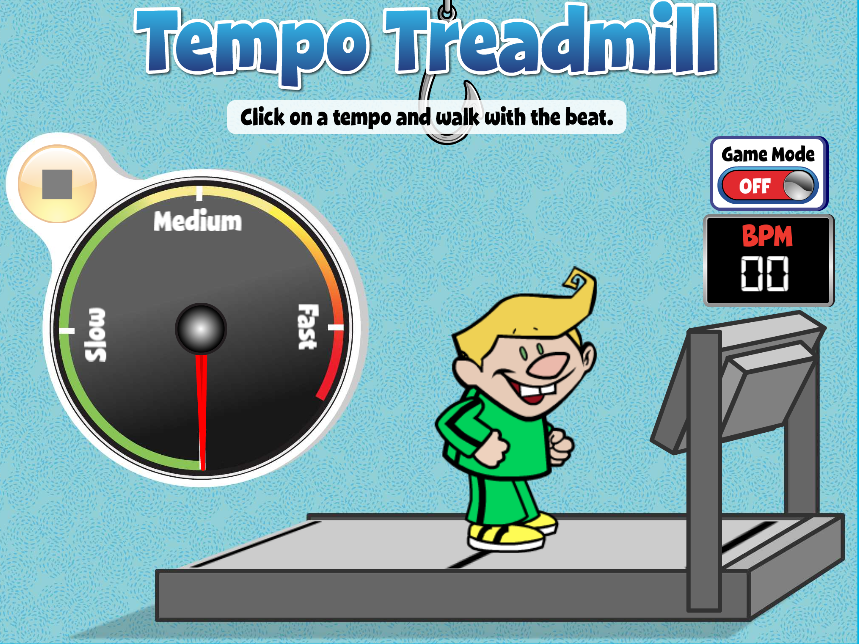 Tempo Treadmill
Click on a tempo and walk with the beat.
Game Mode
OFF
BPM
00
Medium
Slow
Fast